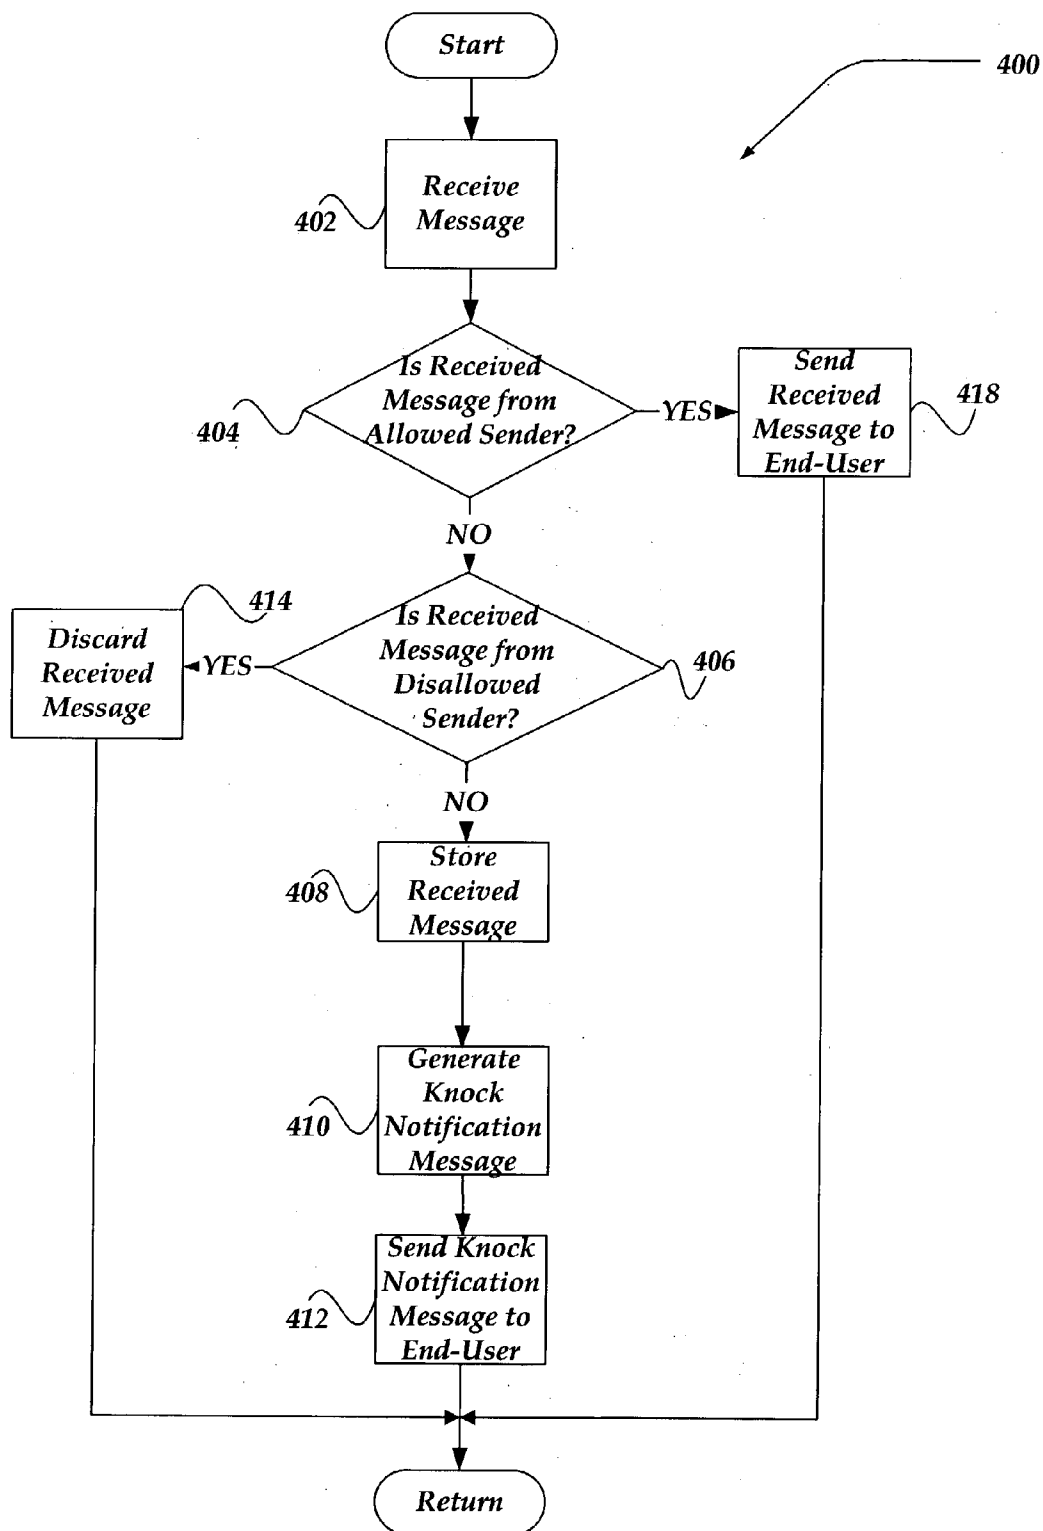 Start
400
Receive
Message
402
Is Received
Message from
Allowed Sender?
404
YES
Send
Received
Message to
End-User
418
NO
414
Discard
Received
Message
YES
Is Received
Message from
Disallowed
Sender?
406
NO
Store
Received
Message
408
Generate
Knock
Notification
Message
410
Send Knock
Notification
Message to
End-User
412
Return